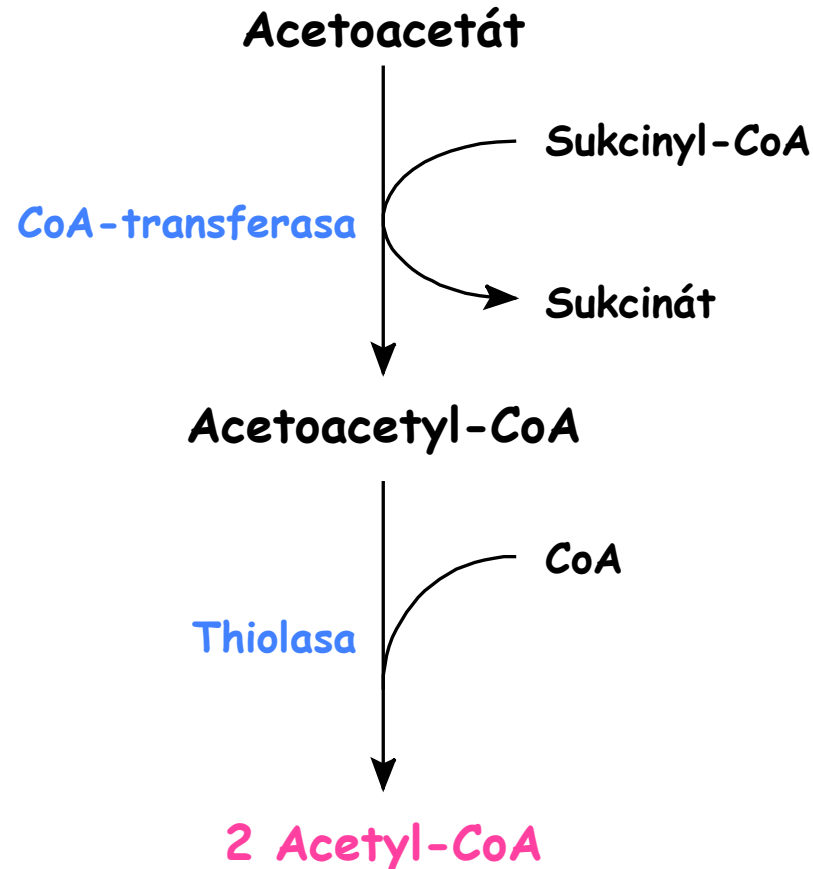 Acetoacetát
Sukcinyl-CoA
CoA-transferasa
Sukcinát
Acetoacetyl-CoA
CoA
Thiolasa
2 Acetyl-CoA